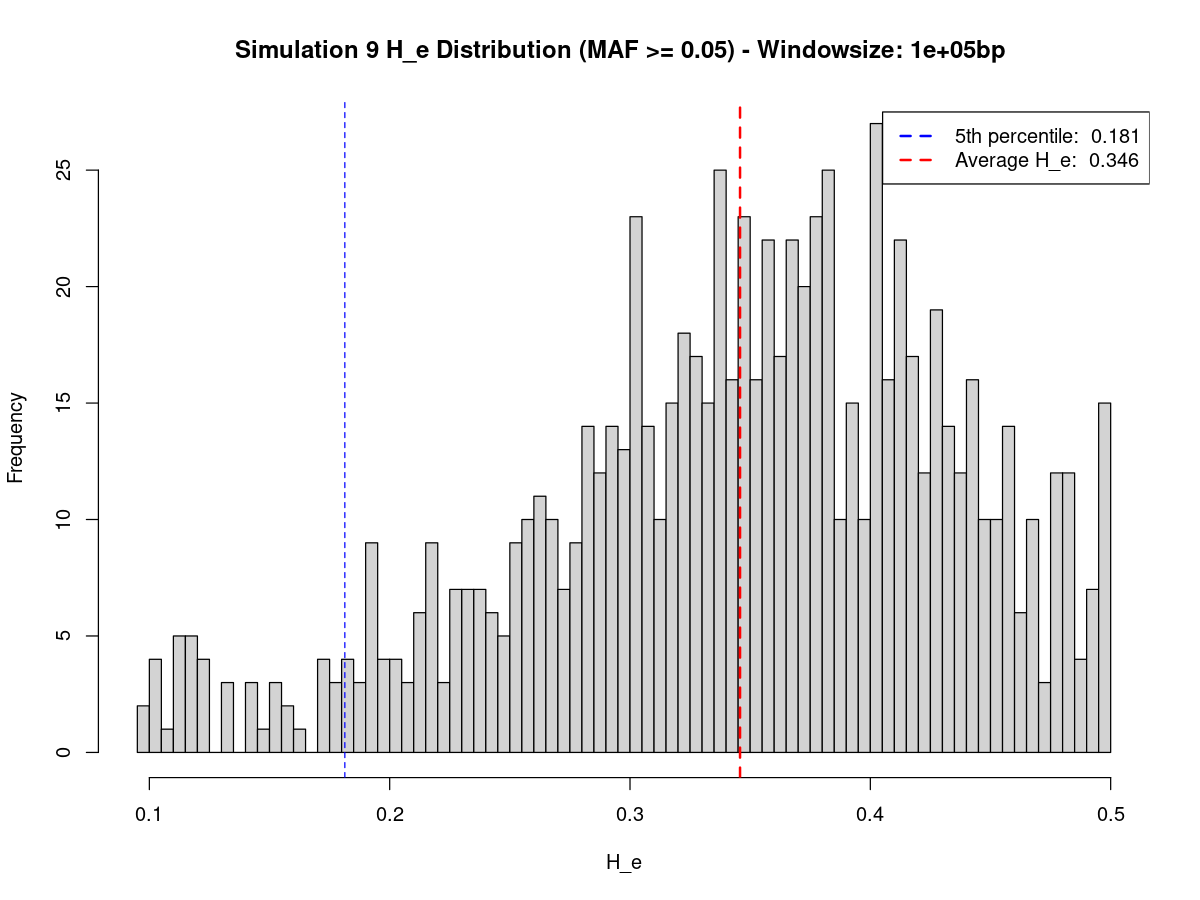 Simulation 9 H_e Distribution (MAF >= 0.05) - Windowsize: 1e+05bp
5th percentile:  0.181
Average H_e:  0.346
Frequency
25
20
15
10
5
0
0.1 0.2 0.3 0.4 0.5
H_e